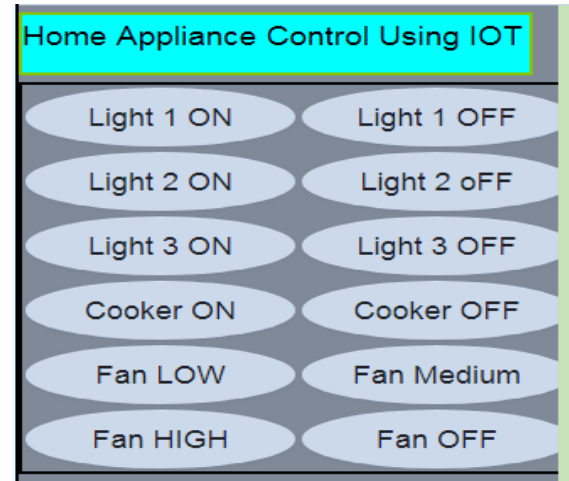 Home Appliance Control Using IOT
Light 1 ON Light 1 OFF
Light 2 ON Light 2 oFF
Light 3 ON Light 3 OFF
Cooker ON Cooker OFF
Fan LOW Fan Medium
Fan HIGH Fan OFF